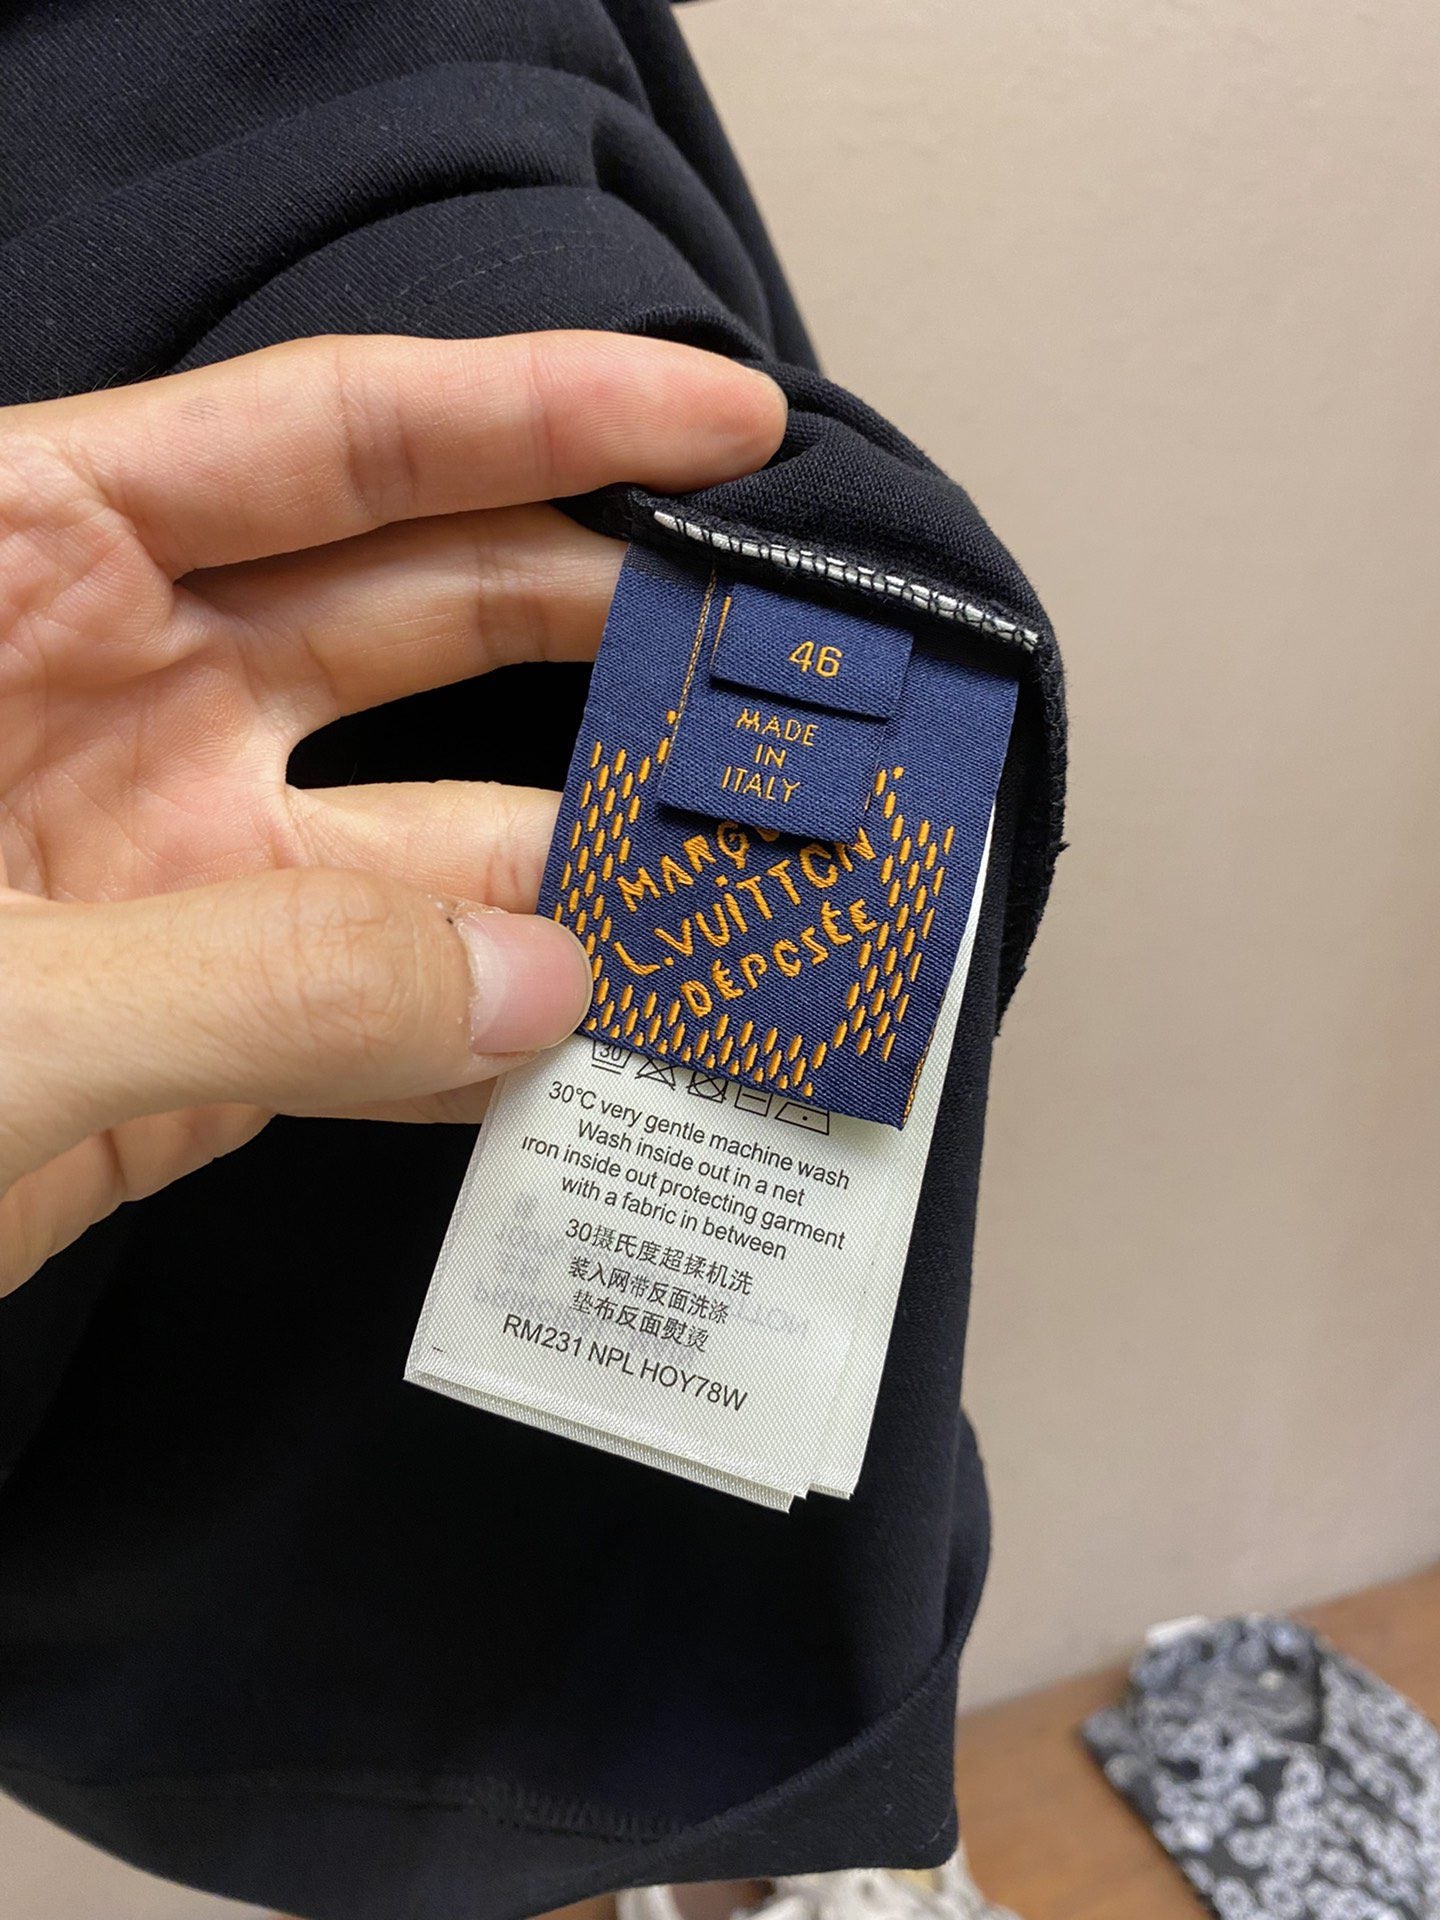 46
MADE
IN
ITALY
L.VUITTON
DÉPOSÉE
30
30°C very gentle machine wash
Wash inside out in a net
Iron inside out protecting garment
with a fabric in between
30摄氏度超揉机洗
装入网带反面洗涤
垫布反面熨烫
RM231 NPL HOY78W